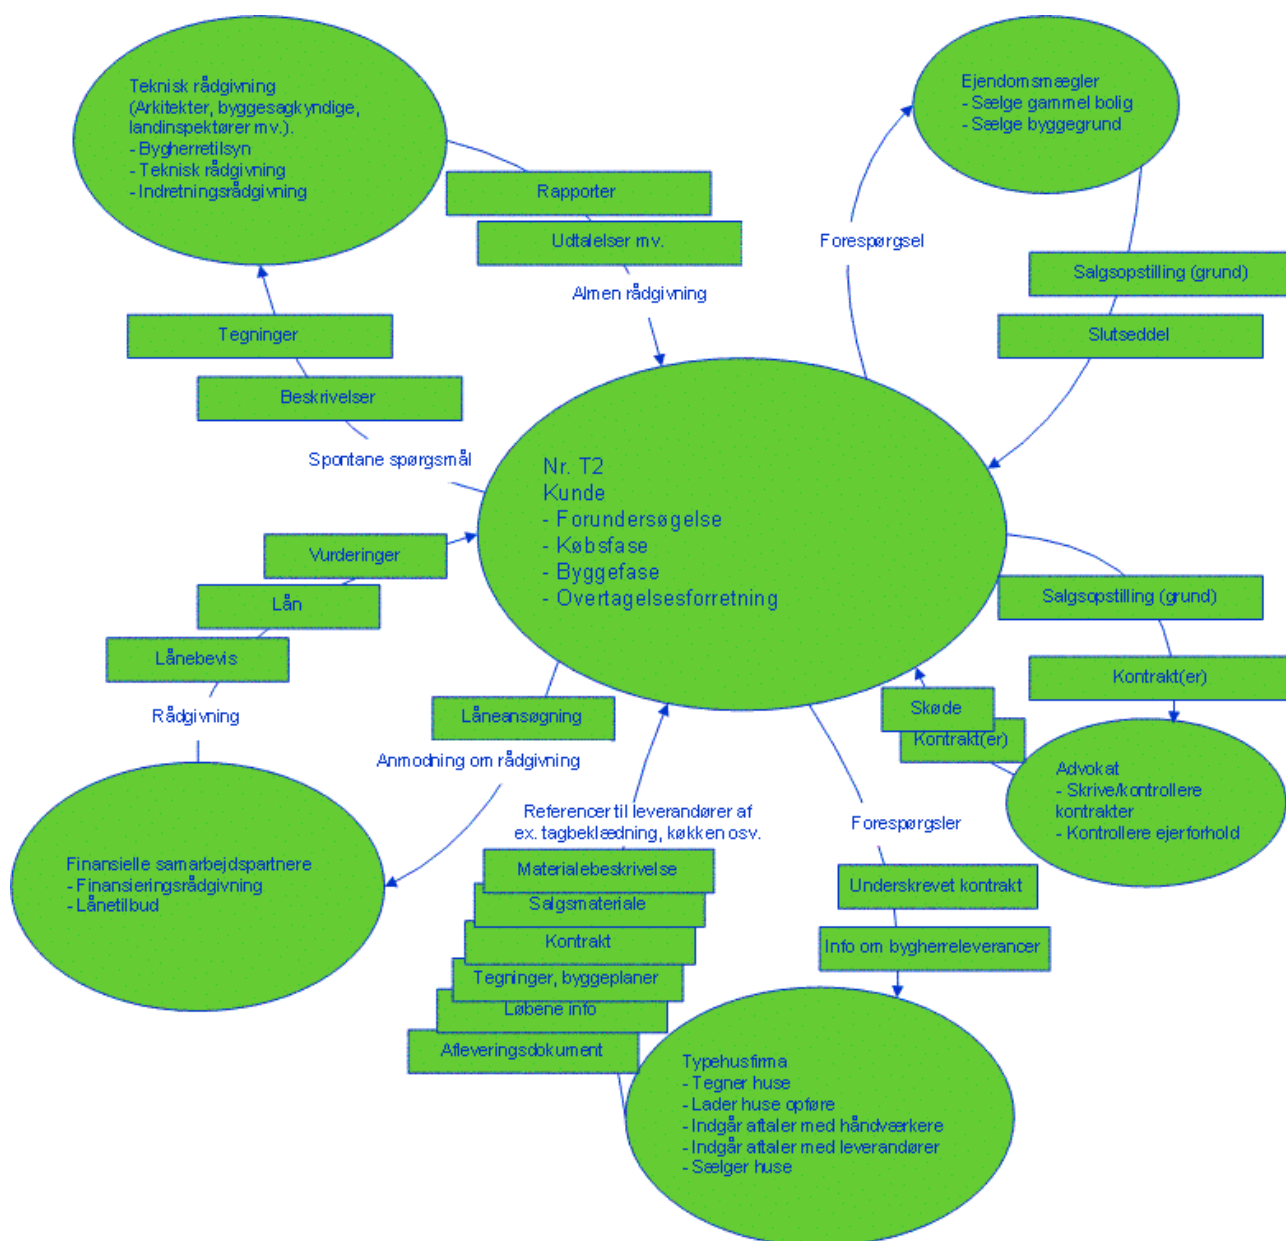 Teknisk rådgivning
(Arkitekter, byggesagkyndige,
landinspektører mv.).
- Bygherretilsyn
- Teknisk rådgivning
- Indretningsrådgivning
Ejendomsmægler
- Sælge gammel bolig
- Sælge byggegrund
Rapporter
Udtalelser mv.
Almen rådgivning
Forespørgsel
Salgsopstilling (grund)
Slutseddel
Tegninger
Beskrivelser
Spontane spørgsmål
Nr. T2
Kunde
- Forundersøgelse
- Købsfase
- Byggefase
- Overtagelsesforretning
Vurderinger
Lån
Lånebevis
Rådgivning
Salgsopstilling (grund)
Kontrakt(er)
Skøde
Kontrakt(er)
Låneansøgning
Anmodning om rådgivning
Advokat
- Skrive/kontrollere
kontrakter
- Kontrollere ejerforhold
Referencer til leverandører af
ex. tagbeklædning, køkken osv.
Forespørgsler
Finansielle samarbejdspartnere
- Finansieringsrådgivning
- Lånetilbud
Materialebeskrivelse
Salgsmateriale
Kontrakt
Tegninger, byggeplaner
Løbene info
Afleveringsdokument
Underskrevet kontrakt
Info om bygherreleverancer
Typehusfirma
- Tegner huse
- Lader huse opføre
- Indgår aftaler med håndværkere
- Indgår aftaler med leverandører
- Sælger huse